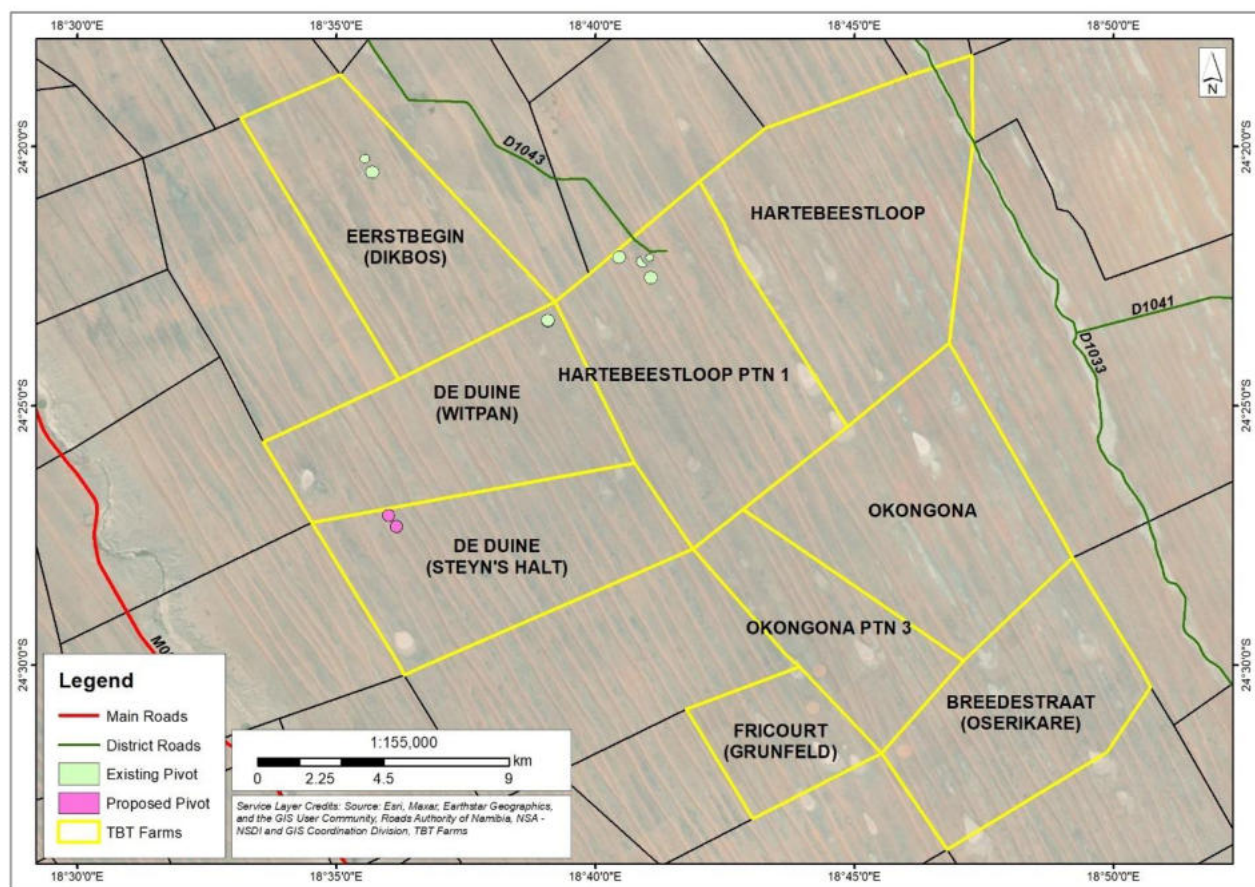 18°30'0"E 18°35'0"E 18°40'0"E 18°45'0"E 18°50'0"E
N
24°20'0"S
24°20'0"S
D1043
HARTEBEESTLOOP
EERSTBEGIN
(DIKBOS)
D1041
D1033
HARTEBEESTLOOP PTN 1
DE DUINE
(WITPAN)
24°25'0"S
24°25'0"S
OKONGONA
DE DUINE
(STEYN'S HALT)
OKONGONA PTN 3
24°30'0"S
24°30'0"S
BREEDESTRAAT
(OSERIKARE)
FRICOURT
(GRUNFELD)
Legend
Main Roads
District Roads
Existing Pivot
Proposed Pivot
TBT Farms
1:155,000
km
0 2.25 4.5 9
Service Layer Credits: Source: Esri, Maxar, Earthstar Geographics,
and the GIS User Community, Roads Authority of Namibia, NSA -
NSDI and GIS Coordination Division, TBT Farms
18°30'0"E 18°35'0"E 18°40'0"E 18°45'0"E 18°50'0"E